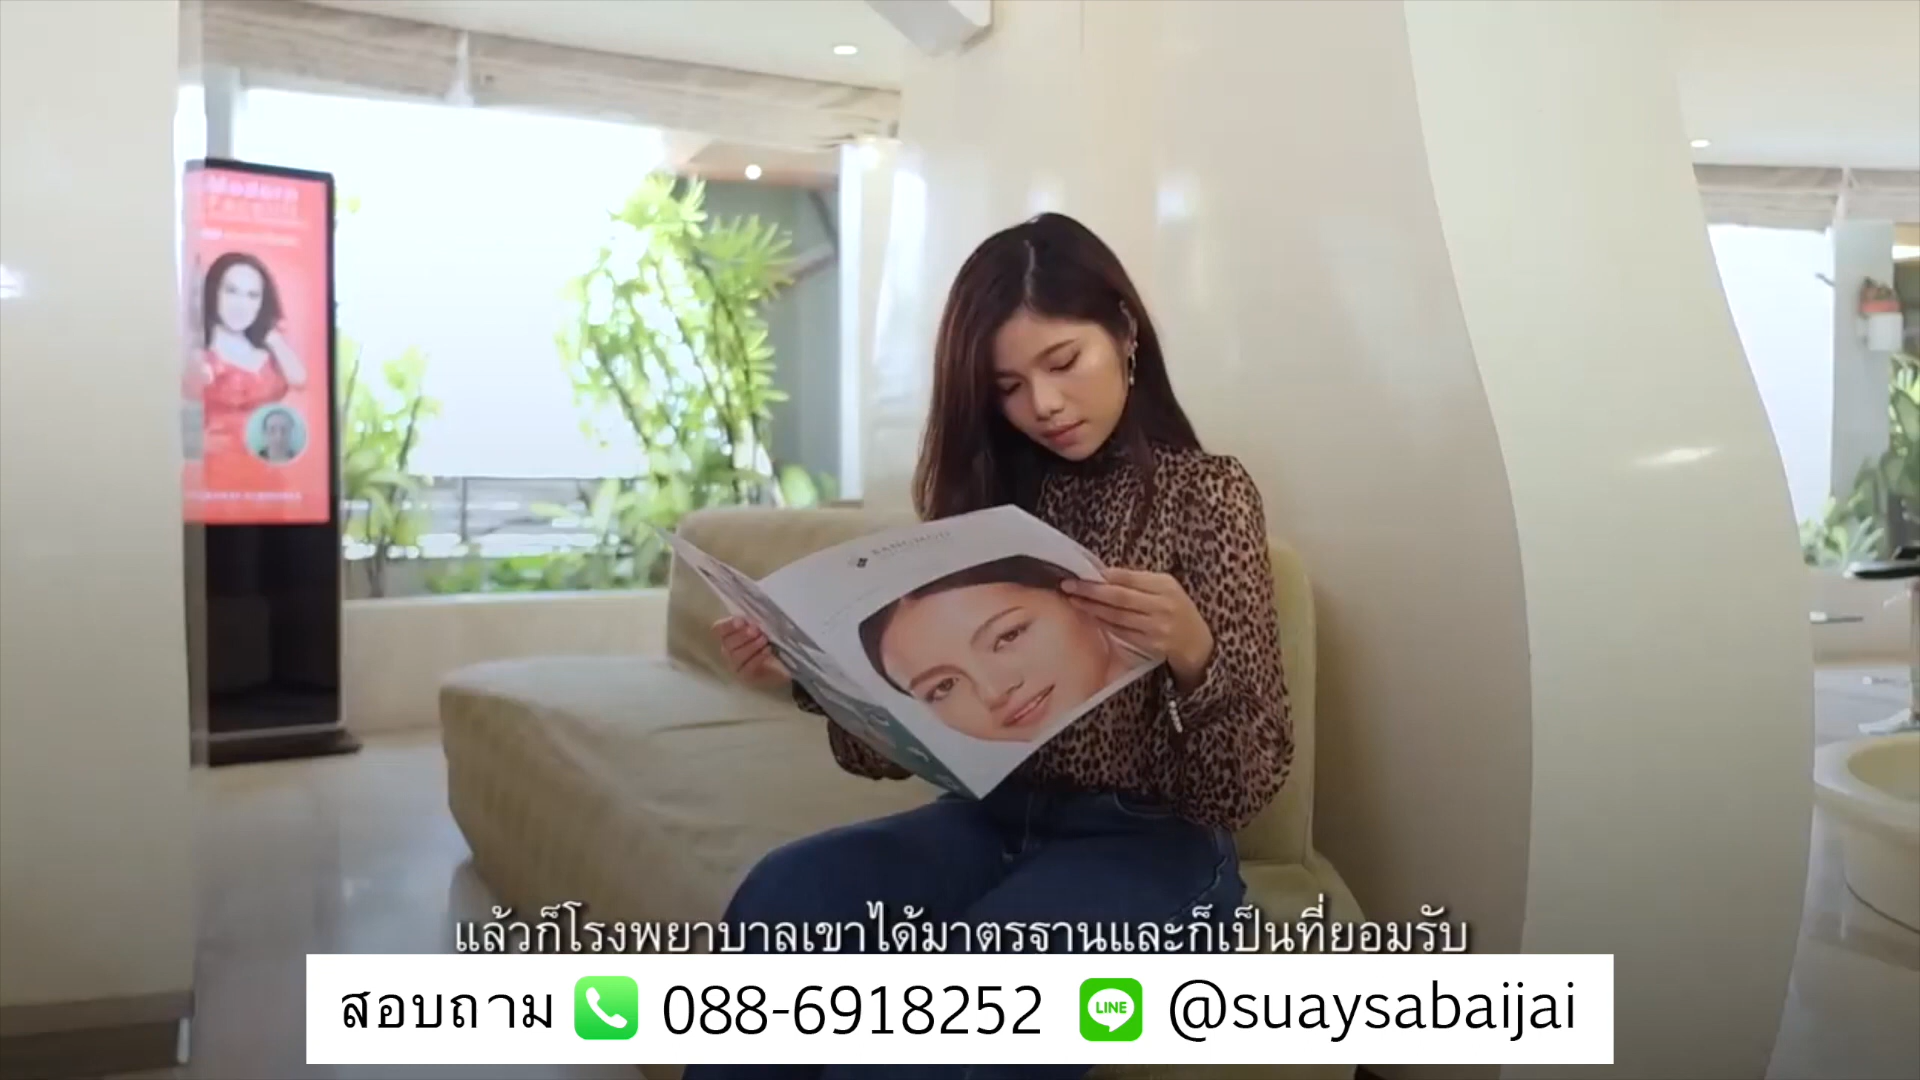 Modern
BANGMOD
แล้วก็โรงพยาบาลเขาได้มาตรฐานและก็เป็นที่ยอมรับ
สอบถาม 088-6918252 LINE @suaysabaijai